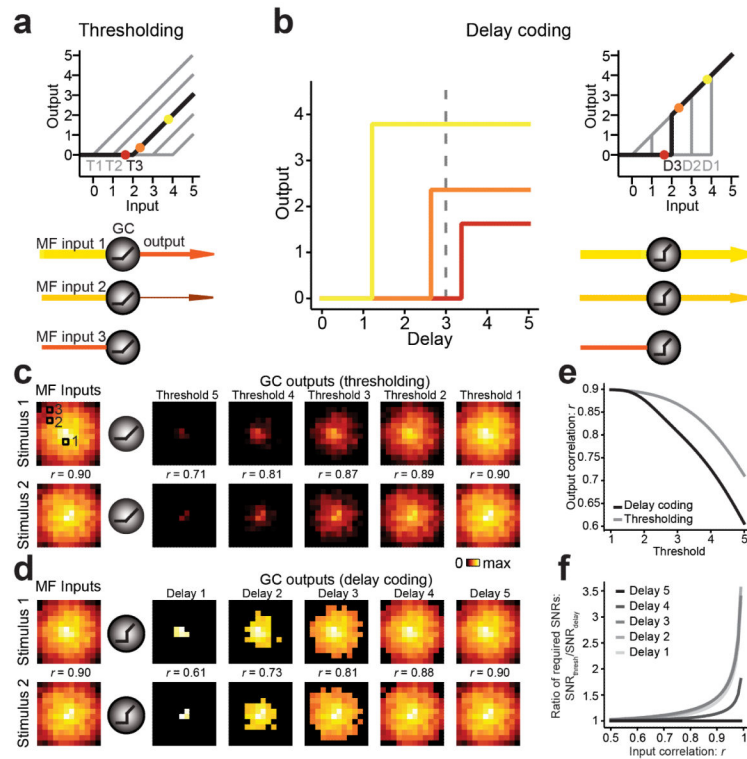 a
Thresholding
Output
5
4
3
2
1
0
T1 T2 T3
0 1 2 3 4 5
Input
GC
MF input 1
output
MF input 2
MF input 3
b
Delay coding
Output
4
3
2
1
0
0 1 2 3 4 5
Delay
Output
5
4
3
2
1
0
D3 D2 D1
0 1 2 3 4 5
Input
c
MF Inputs
GC outputs (thresholding)
Threshold 5 Threshold 4 Threshold 3 Threshold 2 Threshold 1
Stimulus 1
3
2
1
r = 0.90 r = 0.71 r = 0.81 r = 0.87 r = 0.89 r = 0.90
Stimulus 2
0 max
d
MF Inputs
GC outputs (delay coding)
Delay 1 Delay 2 Delay 3 Delay 4 Delay 5
Stimulus 1
r = 0.90 r = 0.61 r = 0.73 r = 0.81 r = 0.88 r = 0.90
Stimulus 2
e
Output correlation: r
0.9
0.85
0.8
0.75
0.7
0.65
0.6
Delay coding
Thresholding
1 2 3 4 5
Threshold
f
Ratio of required SNRs:
SNRthresh/SNRdelay
3.5
3
2.5
2
1.5
1
Delay 5
Delay 4
Delay 3
Delay 2
Delay 1
0.5 0.6 0.7 0.8 0.9 1
Input correlation: r